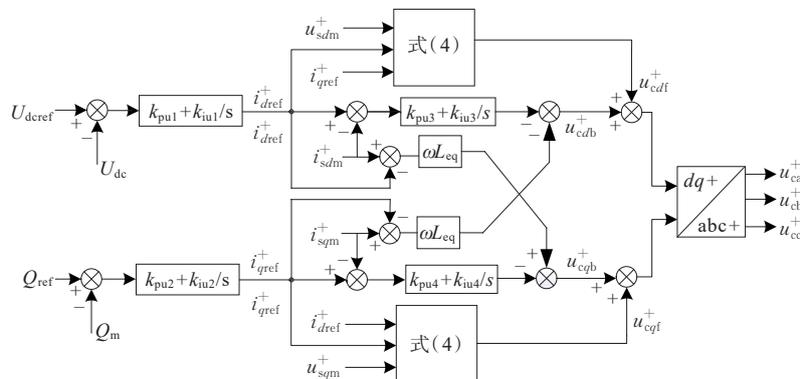 u⁺sdm
式(4)
i⁺qref
u⁺cdf
i⁺dref
i⁺dref
Udcref
+
−
Udc
kpu1+kiu1/s
+
−
kpu3+kiu3/s
−
−
u⁺cdb
+
+
i⁺sdm
+
−
ωLeq
dq+
abc+
u⁺ca
u⁺cb
u⁺cc
i⁺sqm
−
+
ωLeq
Qref
+
−
Qm
kpu2+kiu2/s
i⁺qref
i⁺qref
−
+
kpu4+kiu4/s
+
−
u⁺cqb
+
+
i⁺dref
式(4)
u⁺sqm
u⁺cqf